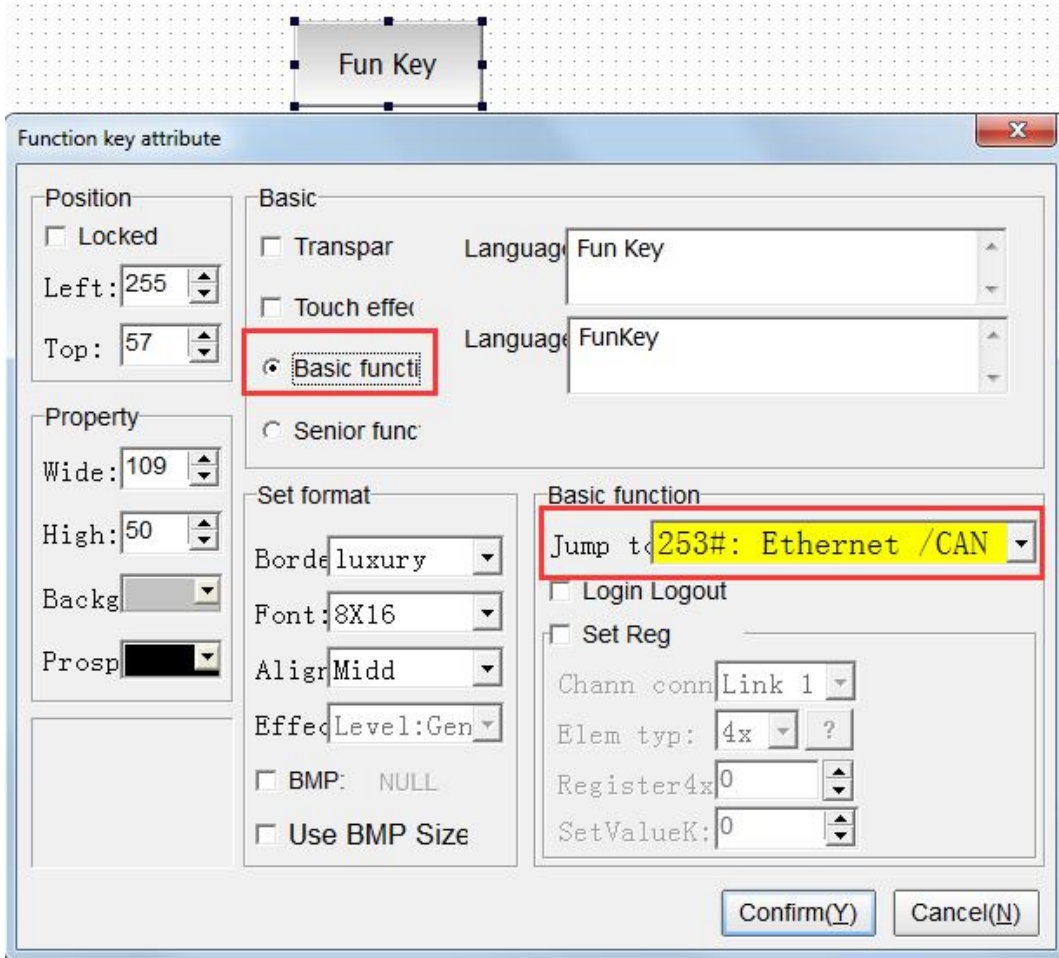 Fun Key
Function key attribute
Position
Locked
Left: 255
Top: 57
Property
Wide: 109
High: 50
Backg
Prosp
Basic
Transpar
Touch effec
Basic functi
Senior func
Language Fun Key
Language FunKey
Set format
Borde luxury
Font: 8X16
Align Midd
Effec Level:Gen
BMP: NULL
Use BMP Size
Basic function
Jump to 253#: Ethernet /CAN
Login Logout
Set Reg
Chann conn Link 1
Elem typ: 4x ?
Register4x 0
SetValueK: 0
Confirm(Y) Cancel(N)